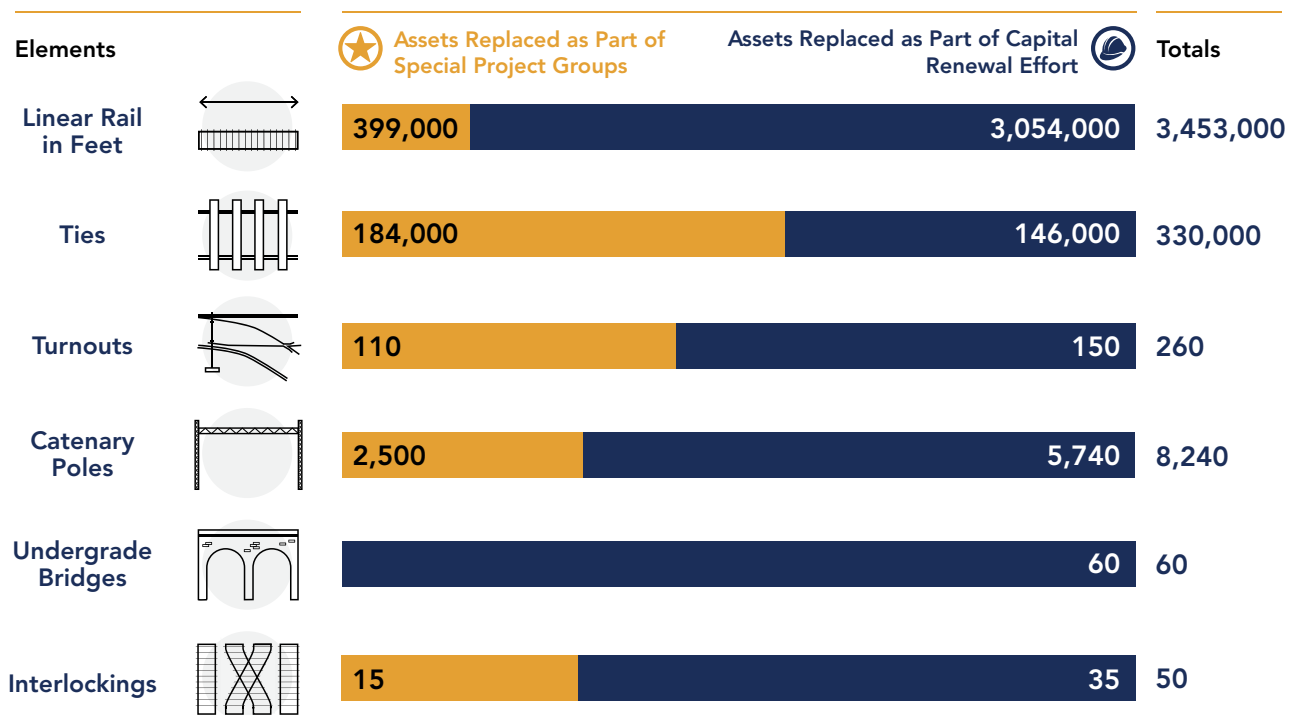 Elements
Assets Replaced as Part of
Special Project Groups
Assets Replaced as Part of Capital
Renewal Effort
Totals
Linear Rail
in Feet
399,000
3,054,000
3,453,000
Ties
184,000
146,000
330,000
Turnouts
110
150
260
Catenary
Poles
2,500
5,740
8,240
Undergrade
Bridges
60
60
Interlockings
15
35
50